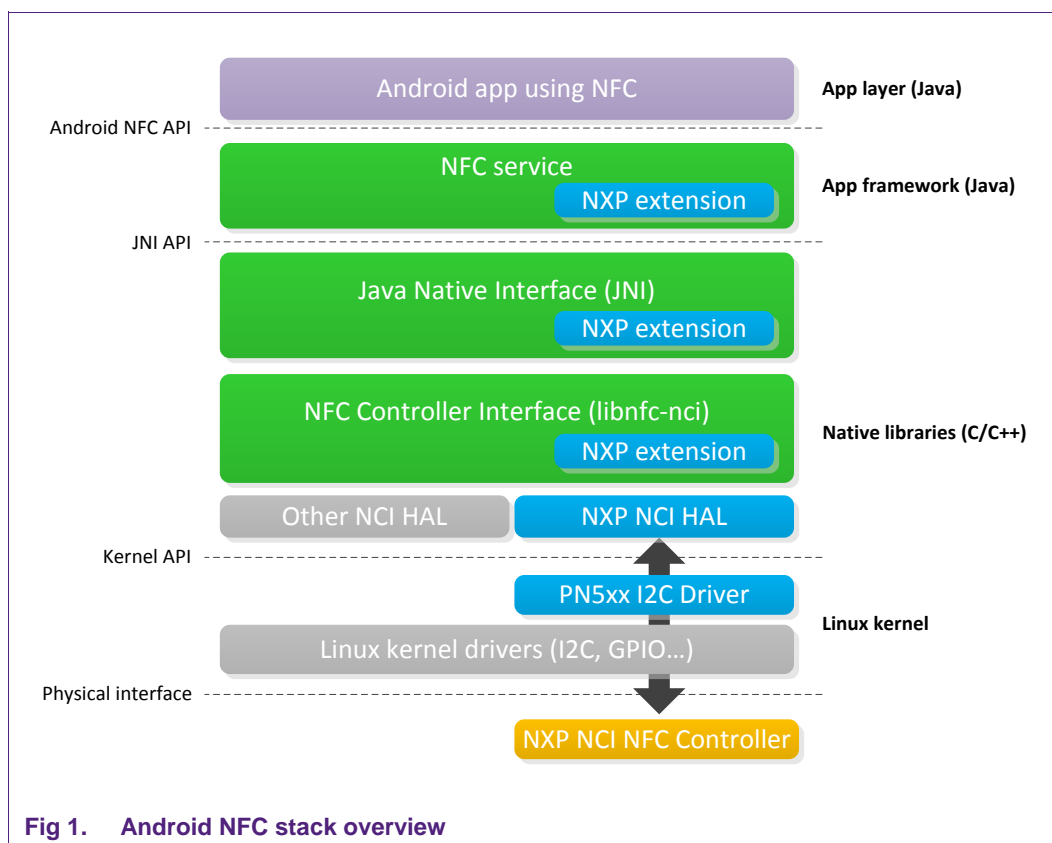 Android app using NFC
App layer (Java)
Android NFC API
NFC service
NXP extension
App framework (Java)
JNI API
Java Native Interface (JNI)
NXP extension
NFC Controller Interface (libnfc-nci)
NXP extension
Native libraries (C/C++)
Other NCI HAL
NXP NCI HAL
Kernel API
PN5xx I2C Driver
Linux kernel
Linux kernel drivers (I2C, GPIO…)
Physical interface
NXP NCI NFC Controller
Fig 1. Android NFC stack overview